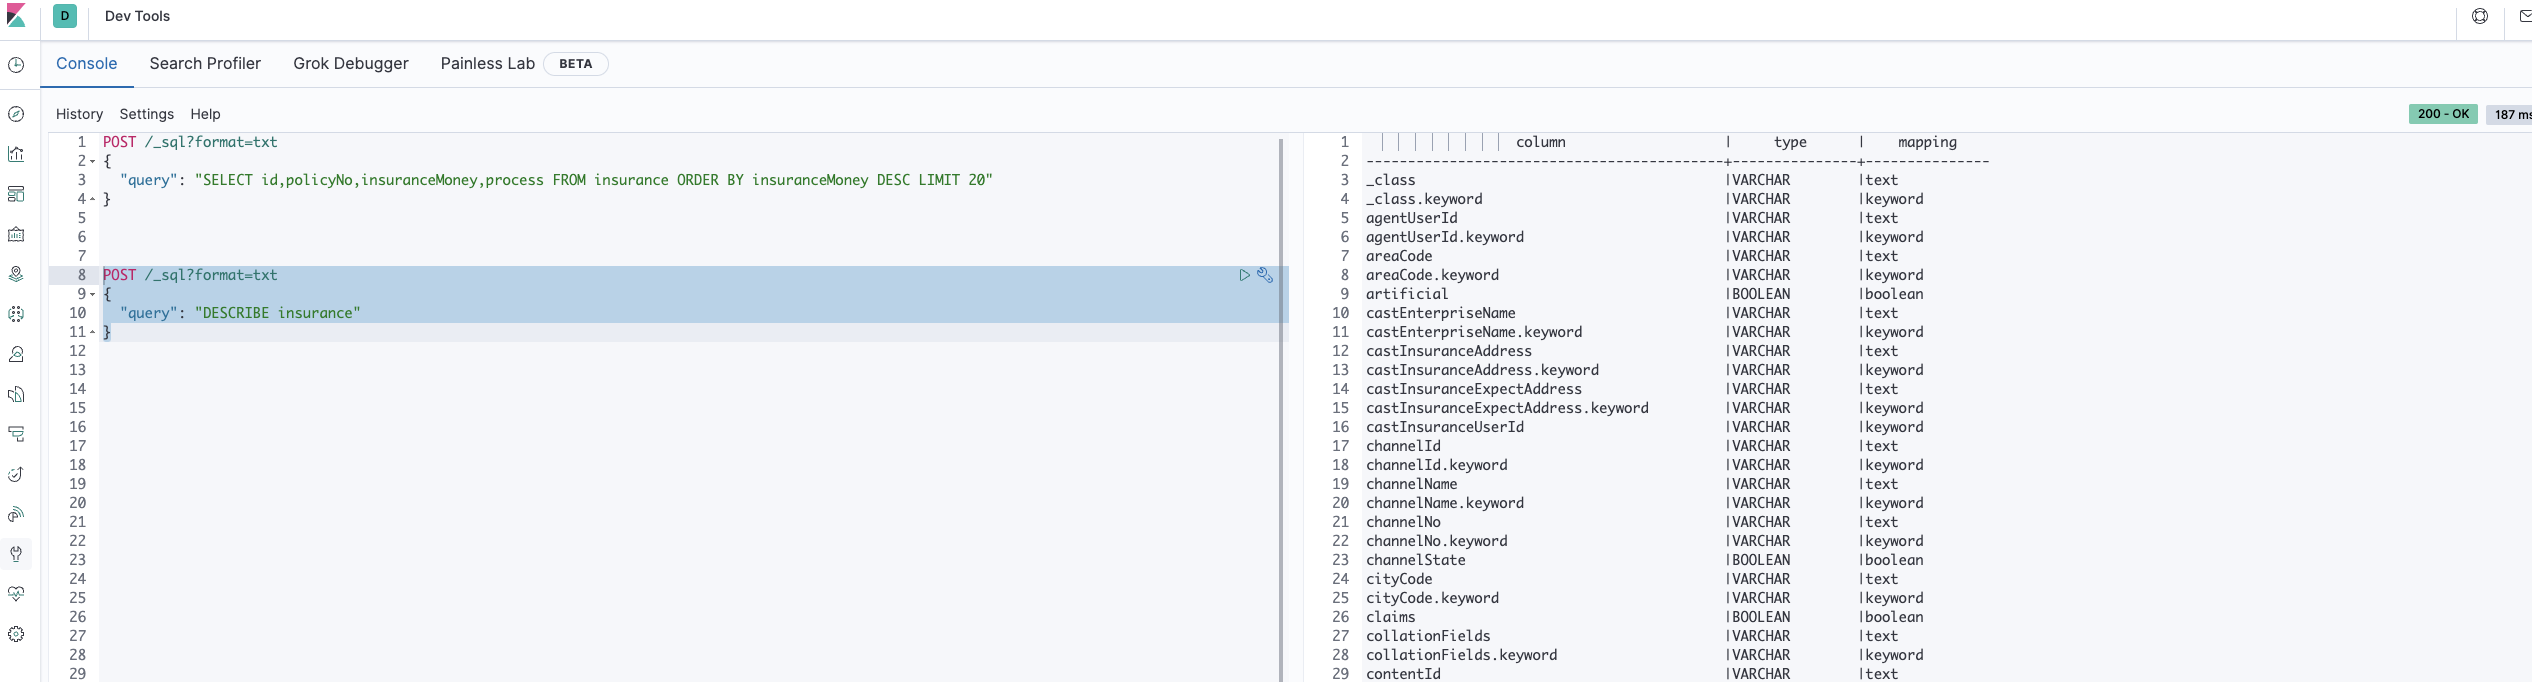 D Dev Tools
Console Search Profiler Grok Debugger Painless Lab BETA
History Settings Help
200 - OK 187 ms
1 POST /_sql?format=txt
2 {
3 "query": "SELECT id,policyNo,insuranceMoney,process FROM insurance ORDER BY insuranceMoney DESC LIMIT 20"
4 }
5
6
7
8 POST /_sql?format=txt
9 {
10 "query": "DESCRIBE insurance"
11 }
12
13
14
15
16
17
18
19
20
21
22
23
24
25
26
27
28
29
1 column | type | mapping
2 -------------------------------------------+---------------+---------------
3 _class |VARCHAR |text
4 _class.keyword |VARCHAR |keyword
5 agentUserId |VARCHAR |text
6 agentUserId.keyword |VARCHAR |keyword
7 areaCode |VARCHAR |text
8 areaCode.keyword |VARCHAR |keyword
9 artificial |BOOLEAN |boolean
10 castEnterpriseName |VARCHAR |text
11 castEnterpriseName.keyword |VARCHAR |keyword
12 castInsuranceAddress |VARCHAR |text
13 castInsuranceAddress.keyword |VARCHAR |keyword
14 castInsuranceExpectAddress |VARCHAR |text
15 castInsuranceExpectAddress.keyword |VARCHAR |keyword
16 castInsuranceUserId |VARCHAR |keyword
17 channelId |VARCHAR |text
18 channelId.keyword |VARCHAR |keyword
19 channelName |VARCHAR |text
20 channelName.keyword |VARCHAR |keyword
21 channelNo |VARCHAR |text
22 channelNo.keyword |VARCHAR |keyword
23 channelState |BOOLEAN |boolean
24 cityCode |VARCHAR |text
25 cityCode.keyword |VARCHAR |keyword
26 claims |BOOLEAN |boolean
27 collationFields |VARCHAR |text
28 collationFields.keyword |VARCHAR |keyword
29 contentId |VARCHAR |text